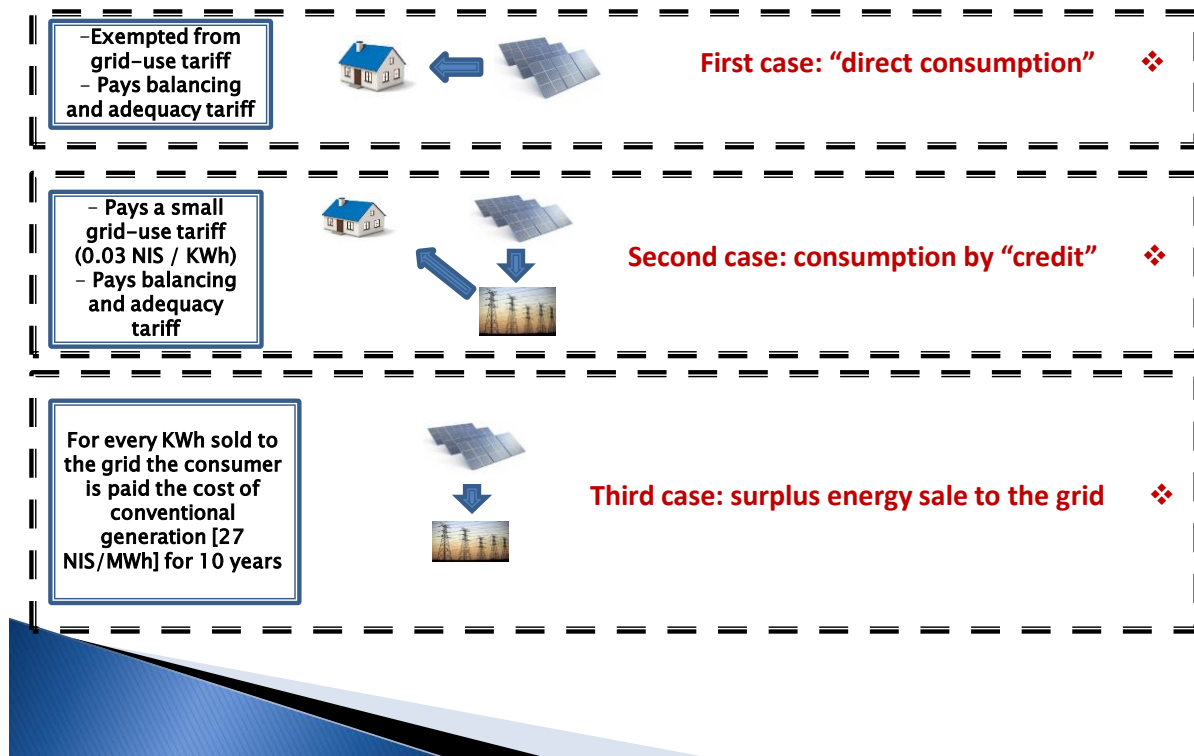 –Exempted from
grid–use tariff
– Pays balancing
and adequacy tariff
First case: "direct consumption" ❖
– Pays a small
grid–use tariff
(0.03 NIS / KWh)
– Pays balancing
and adequacy
tariff
Second case: consumption by "credit" ❖
For every KWh sold to
the grid the consumer
is paid the cost of
conventional
generation [27
NIS/MWh] for 10 years
Third case: surplus energy sale to the grid ❖